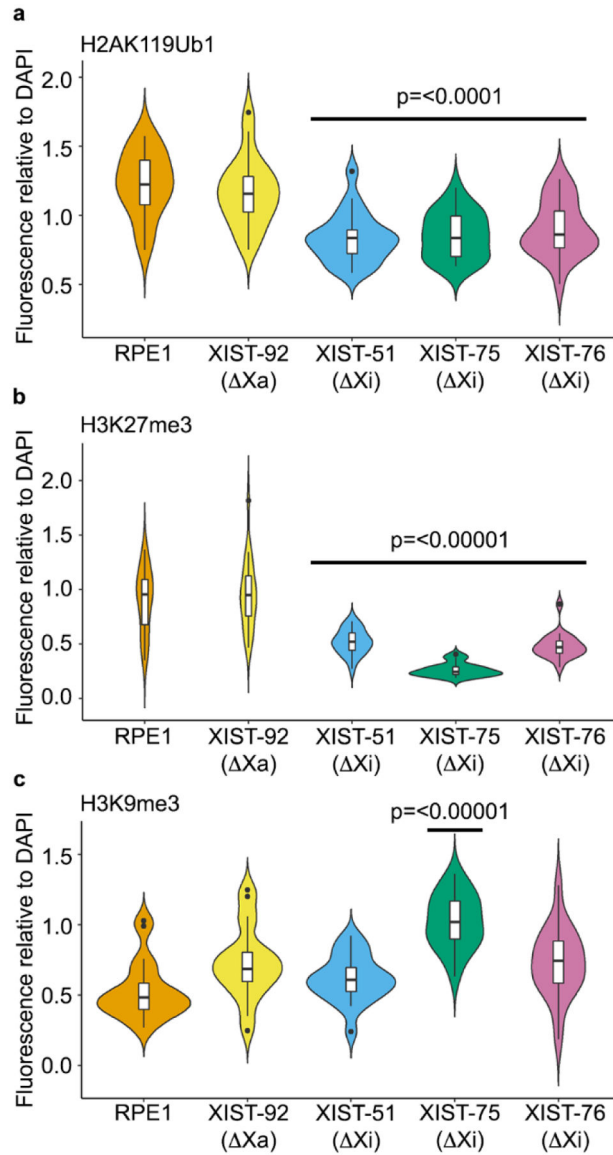 a
H2AK119Ub1
Fluorescence relative to DAPI
2.0
1.5
1.0
0.5
p=<0.0001
RPE1 XIST-92 XIST-51 XIST-75 XIST-76
(ΔXa) (ΔXi) (ΔXi) (ΔXi)
b
H3K27me3
Fluorescence relative to DAPI
2.0
1.5
1.0
0.5
0.0
p=<0.00001
RPE1 XIST-92 XIST-51 XIST-75 XIST-76
(ΔXa) (ΔXi) (ΔXi) (ΔXi)
c
H3K9me3
Fluorescence relative to DAPI
1.5
1.0
0.5
0.0
p=<0.00001
RPE1 XIST-92 XIST-51 XIST-75 XIST-76
(ΔXa) (ΔXi) (ΔXi) (ΔXi)